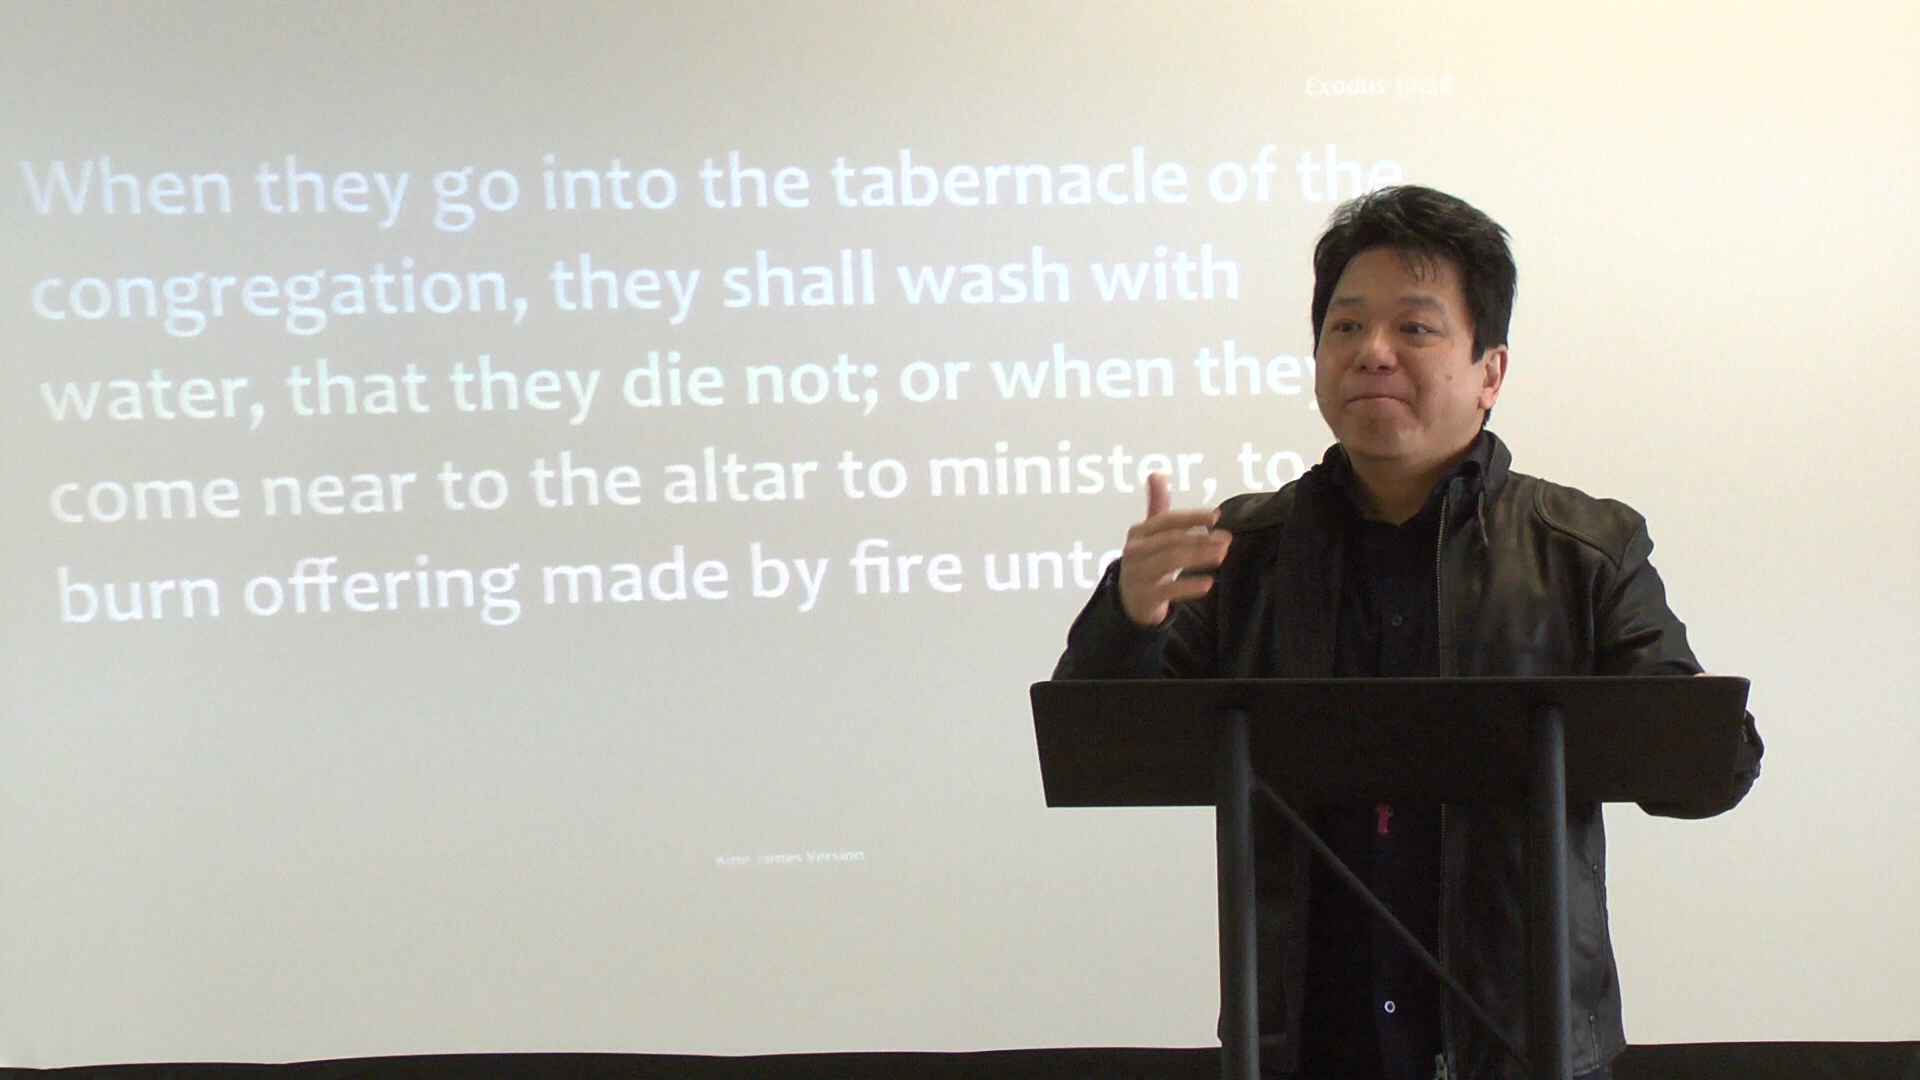 Exodus 30:20
When they go into the tabernacle of the
congregation, they shall wash with
water, that they die not; or when they
come near to the altar to minister, to
burn offering made by fire unto
King James Version